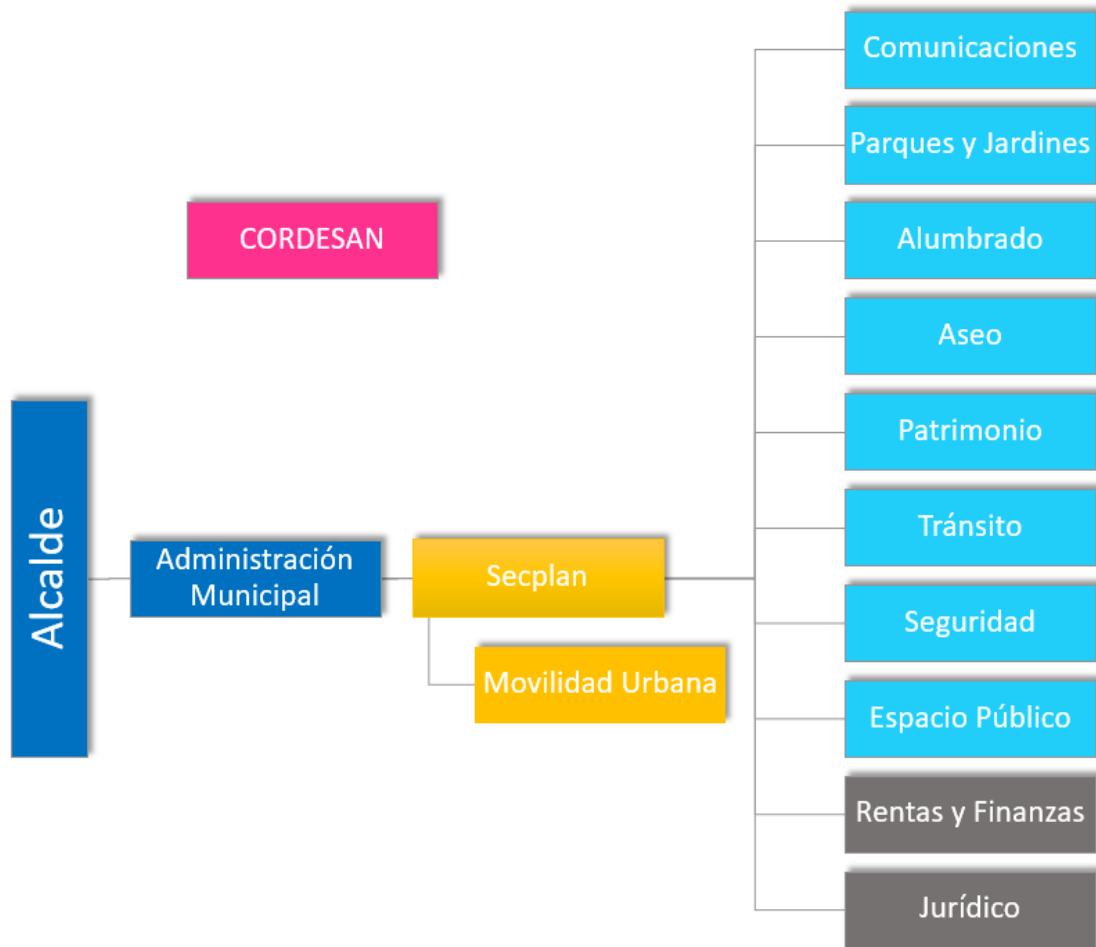 Comunicaciones
Parques y Jardines
CORDESAN
Alumbrado
Aseo
Patrimonio
Tránsito
Alcalde
Administración
Municipal
Secplan
Seguridad
Movilidad Urbana
Espacio Público
Rentas y Finanzas
Jurídico